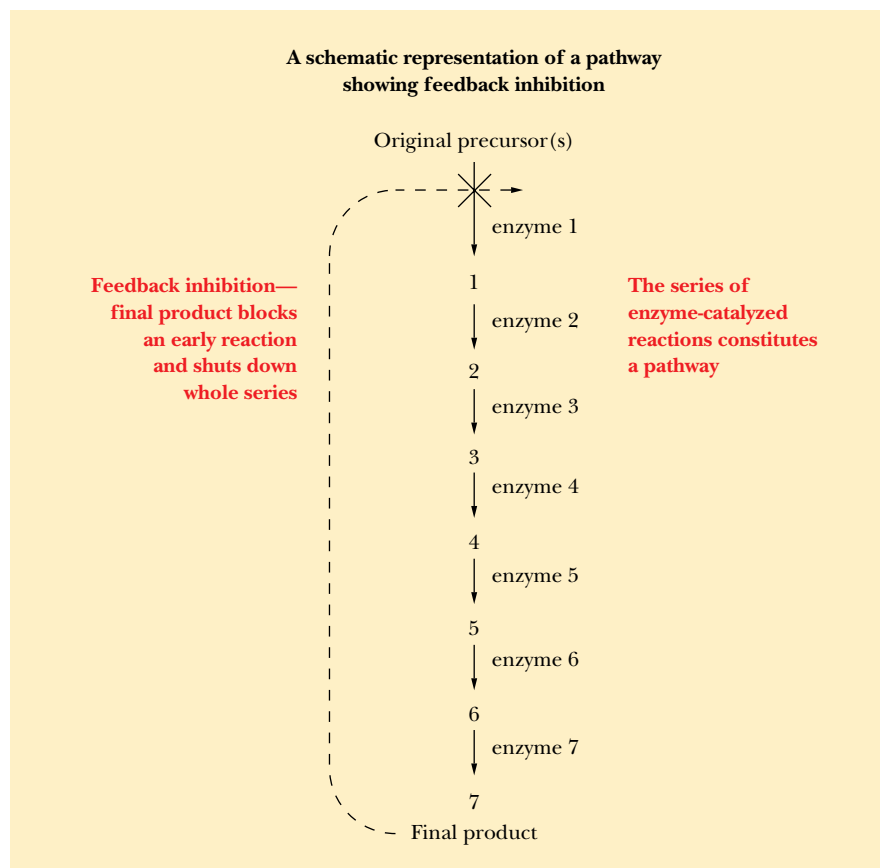 A schematic representation of a pathway
showing feedback inhibition
Original precursor(s)
enzyme 1
Feedback inhibition—
final product blocks
an early reaction
and shuts down
whole series
The series of
enzyme-catalyzed
reactions constitutes
a pathway
1
enzyme 2
2
enzyme 3
3
enzyme 4
4
enzyme 5
5
enzyme 6
6
enzyme 7
7
Final product